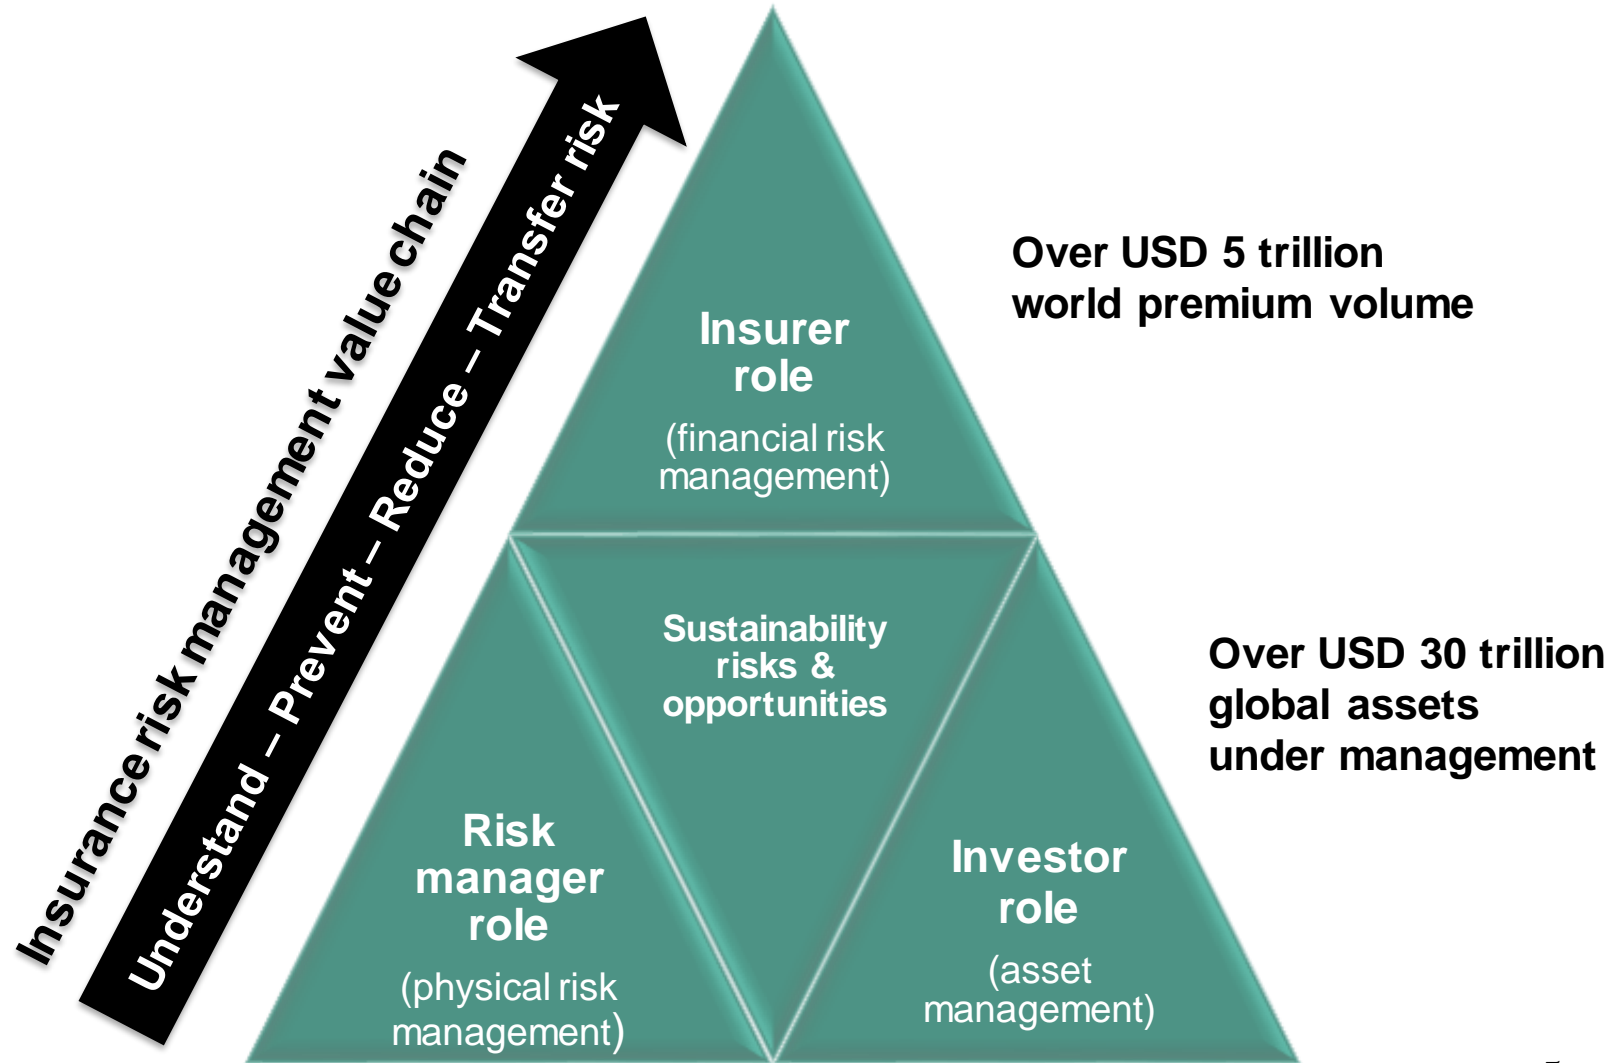 Insurance risk management value chain
Understand – Prevent – Reduce – Transfer risk
Insurer
role
(financial risk
management)
Over USD 5 trillion
world premium volume
Sustainability
risks &
opportunities
Over USD 30 trillion
global assets
under management
Risk
manager
role
(physical risk
management)
Investor
role
(asset
management)